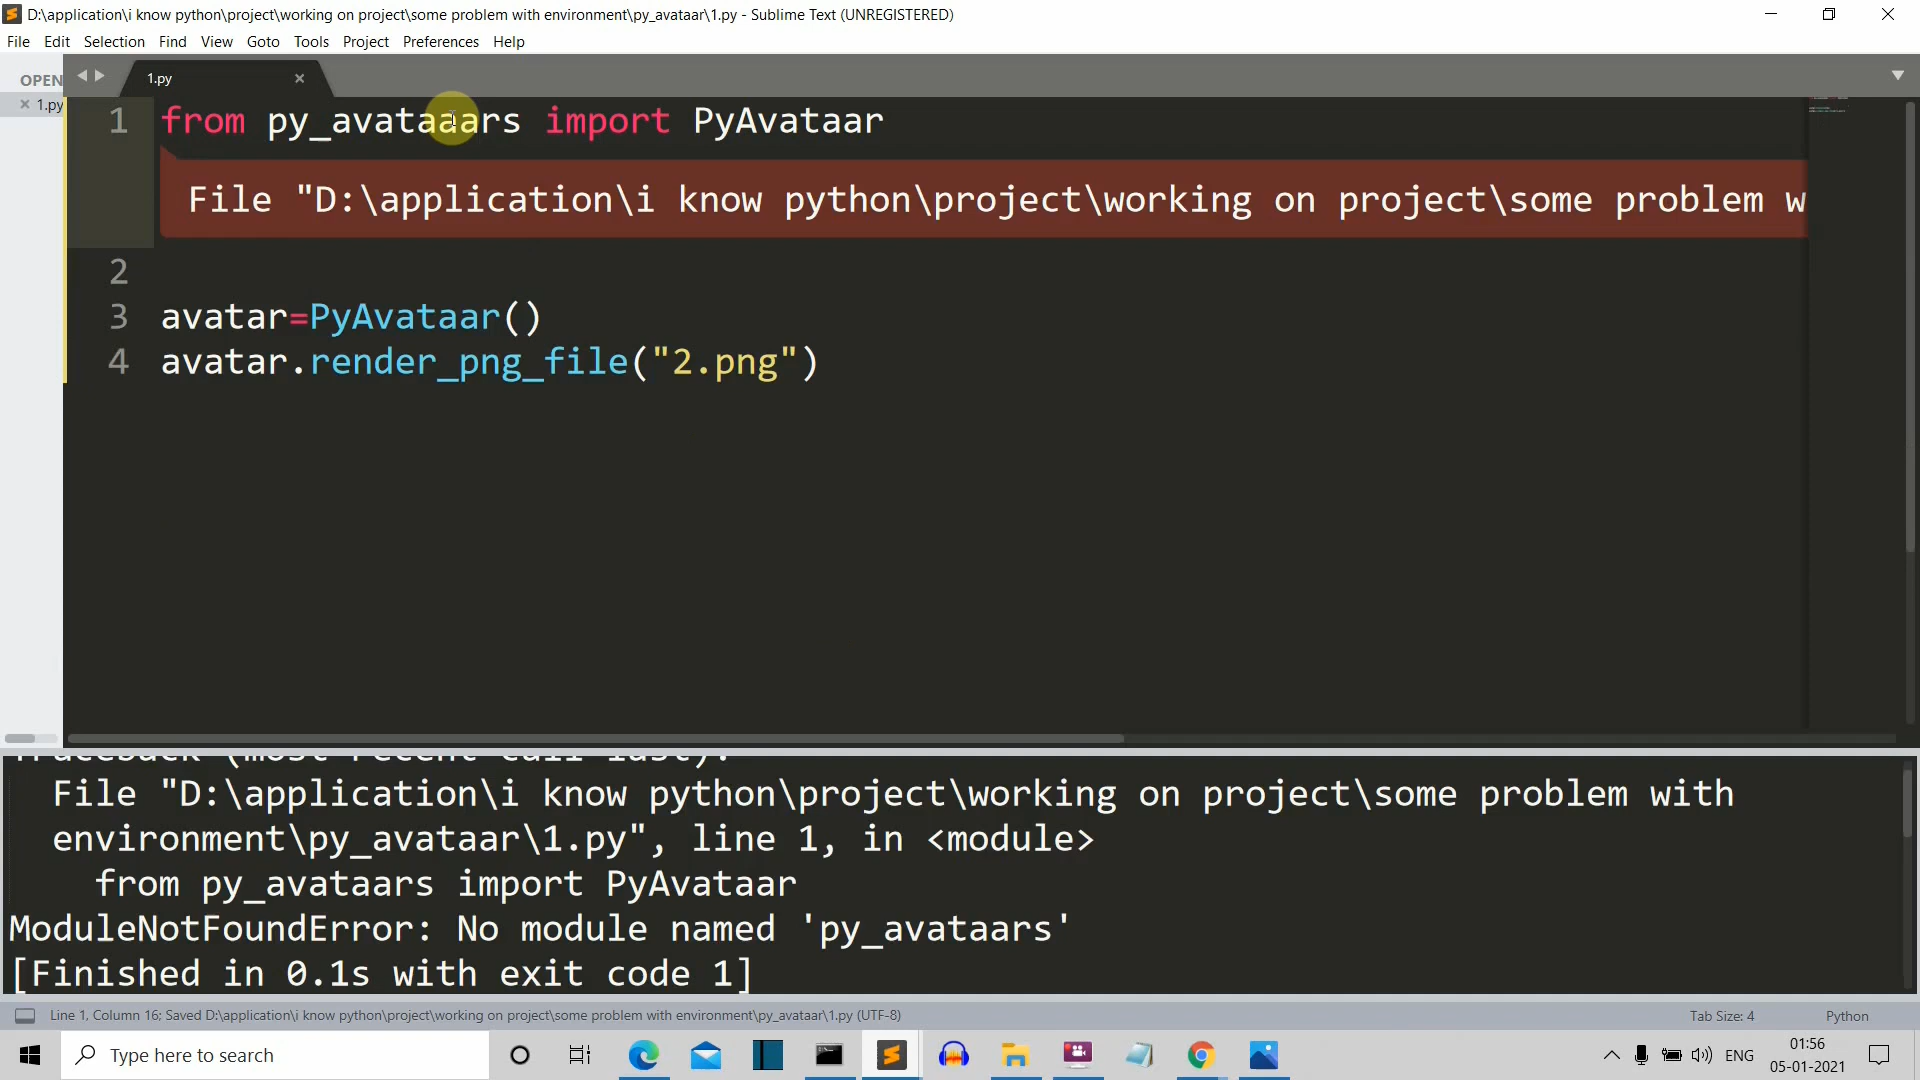 D:\application\i know python\project\working on project\some problem with environment\py_avataar\1.py - Sublime Text (UNREGISTERED)
File Edit Selection Find View Goto Tools Project Preferences Help
OPEN
1.py
1.py
1 from py_avataaars import PyAvataar
File "D:\application\i know python\project\working on project\some problem w
2
3 avatar=PyAvataar()
4 avatar.render_png_file("2.png")
Traceback (most recent call last):
File "D:\application\i know python\project\working on project\some problem with
environment\py_avataar\1.py", line 1, in <module>
from py_avataars import PyAvataar
ModuleNotFoundError: No module named 'py_avataars'
[Finished in 0.1s with exit code 1]
Line 1, Column 16; Saved D:\application\i know python\project\working on project\some problem with environment\py_avataar\1.py (UTF-8)
Tab Size: 4
Python
Type here to search
ENG
01:56
05-01-2021